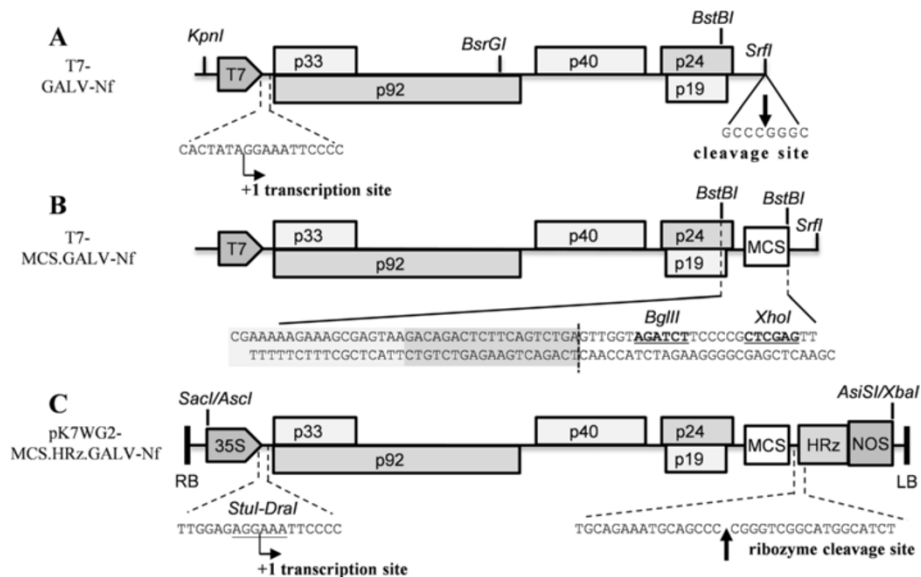 A
T7-
GALV-Nf
KpnI
T7
p33
p92
BsrGI
p40
BstBI
p24
p19
SrfI
CACTATAGGAAATTCCCC
+1 transcription site
GCCCGGGC
cleavage site
B
T7-
MCS.GALV-Nf
T7
p33
p92
p40
BstBI
p24
p19
BstBI
MCS
SrfI
BglII XhoI
CGAAAAAGAAAGCGAGTAAGACAGACTCTTCAGTCTGAGTTGGTAGATCTTCCCCGCTCGAGTT
TTTTTCTTTCGCTCATTCTGTCTGAGAAGTCAGACTCAACCATCTAGAAGGGGCGAGCTCAAGC
C
pK7WG2-
MCS.HRz.GALV-Nf
SacI/AscI
RB
35S
p33
p92
p40
p24
p19
MCS
HRz
NOS
AsiSI/XbaI
LB
StuI-DraI
TTGGAGAGGAAATTCCCC
+1 transcription site
TGCAGAAATGCAGCCC CGGGTCGGCATGGCATCT
ribozyme cleavage site